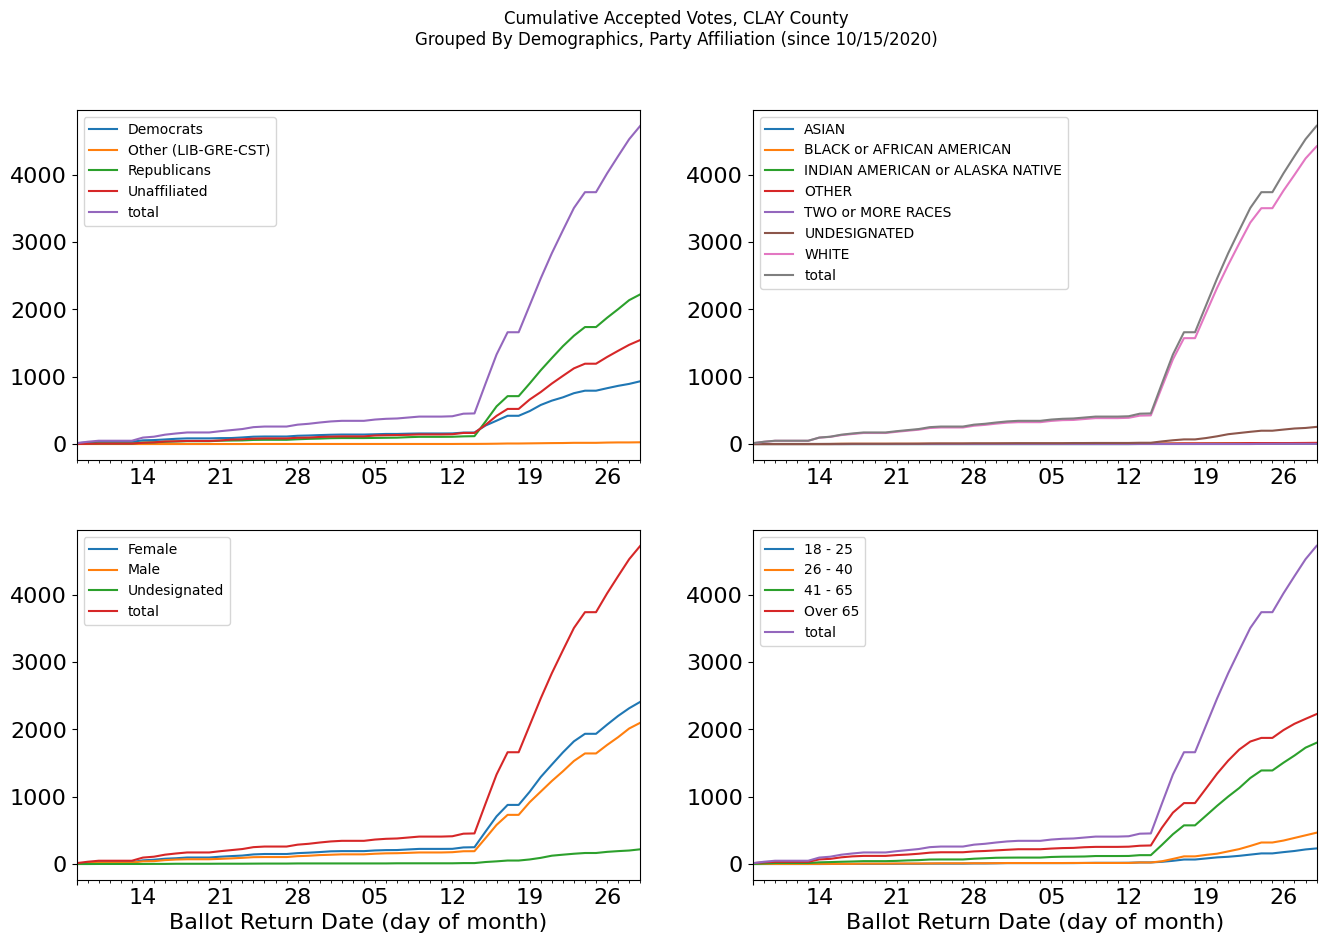 Cumulative Accepted Votes, CLAY County
Grouped By Demographics, Party Affiliation (since 10/15/2020)
Democrats
Other (LIB-GRE-CST)
Republicans
Unaffiliated
total
4000
3000
2000
1000
0
14 21 28 05 12 19 26
ASIAN
BLACK or AFRICAN AMERICAN
INDIAN AMERICAN or ALASKA NATIVE
OTHER
TWO or MORE RACES
UNDESIGNATED
WHITE
total
4000
3000
2000
1000
0
14 21 28 05 12 19 26
Female
Male
Undesignated
total
4000
3000
2000
1000
0
14 21 28 05 12 19 26
Ballot Return Date (day of month)
18 - 25
26 - 40
41 - 65
Over 65
total
4000
3000
2000
1000
0
14 21 28 05 12 19 26
Ballot Return Date (day of month)